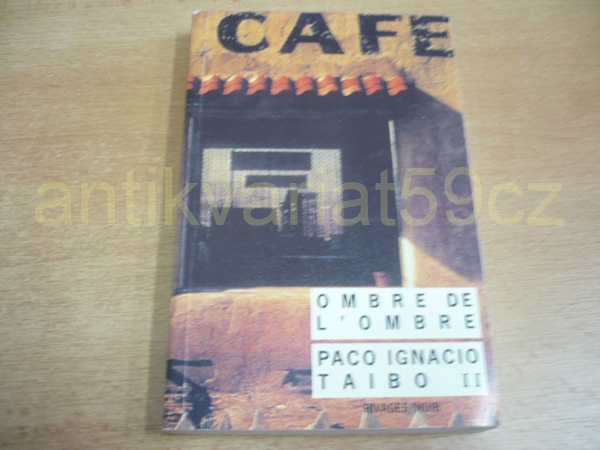 CAFE
antikvariat59cz
OMBRE DE
L'OMBRE
PACO IGNACIO
TAIBO II
RIVAGES/NOIR